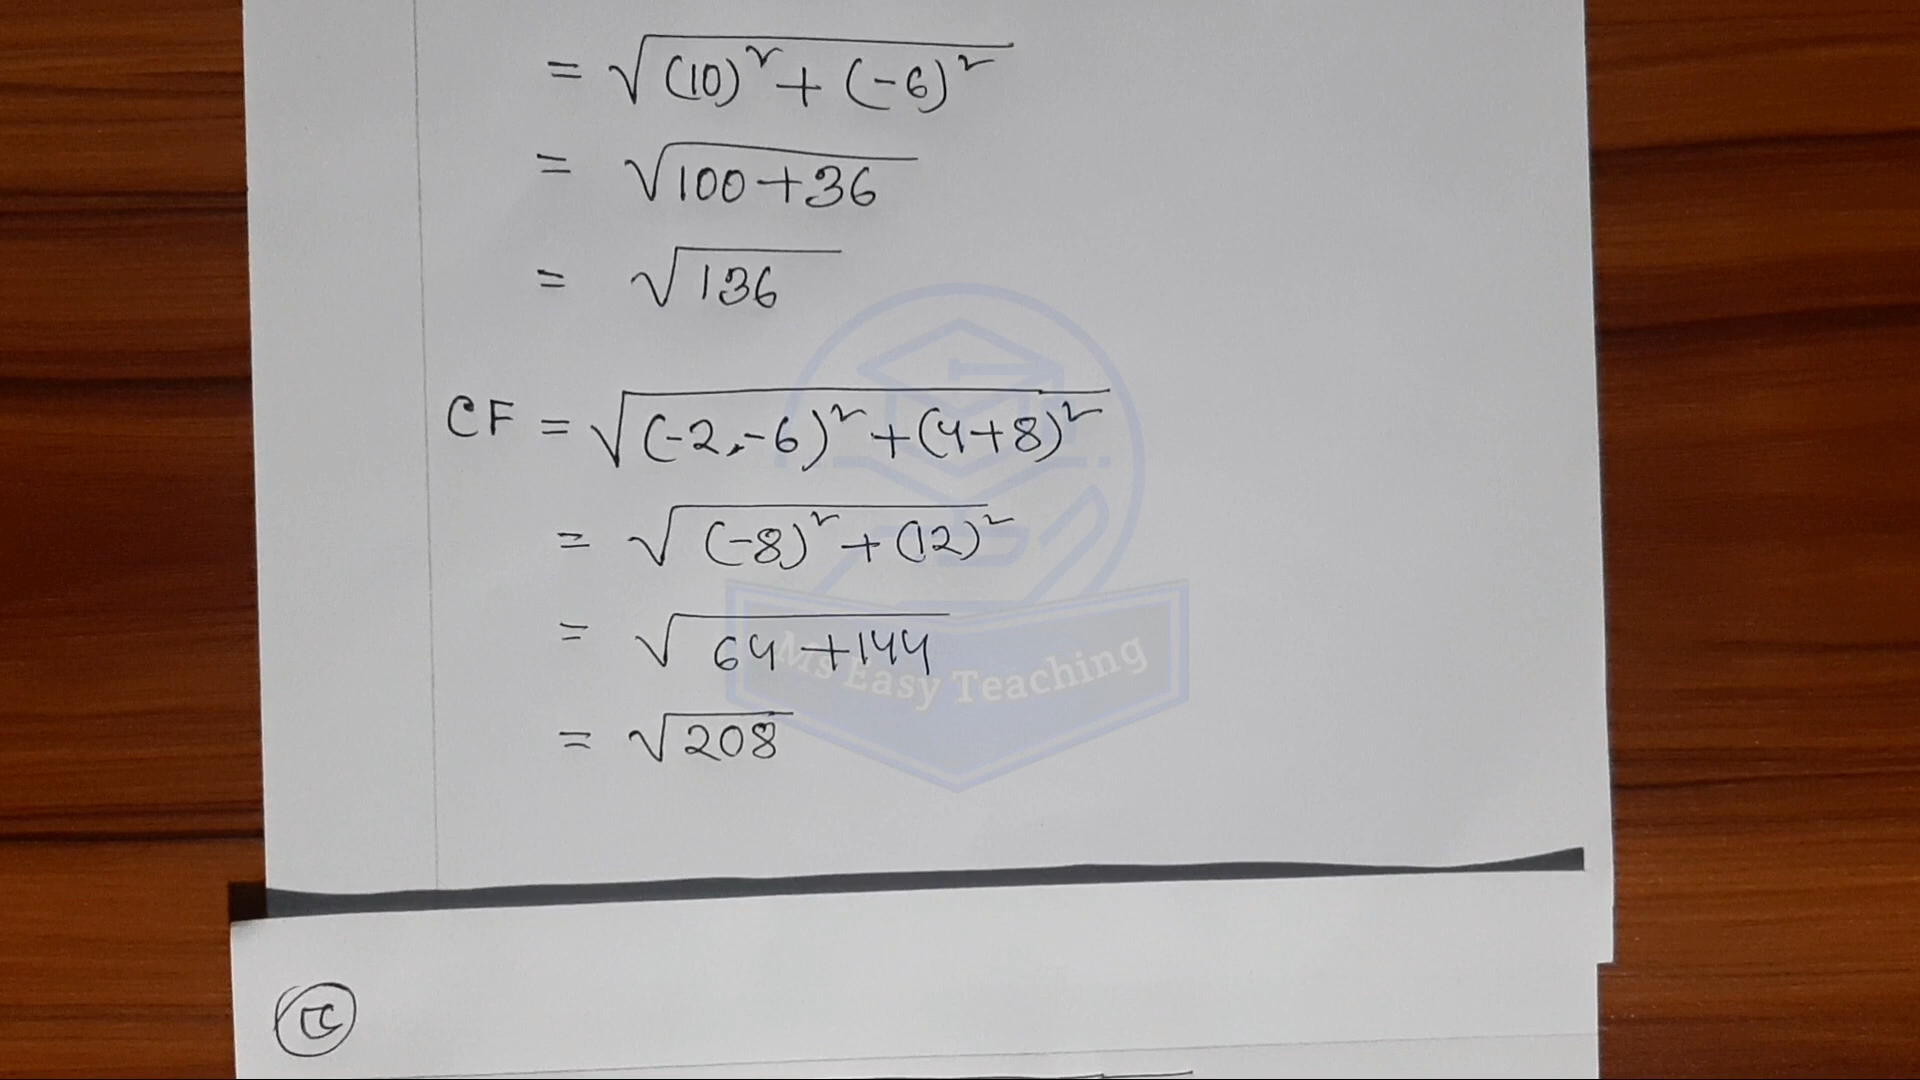 = √(10)² + (-6)²
= √100+36
= √136
CF = √(-2,-6)² + (4+8)²
= √(-8)² + (12)²
= √64+144
Ms Easy Teaching
= √208